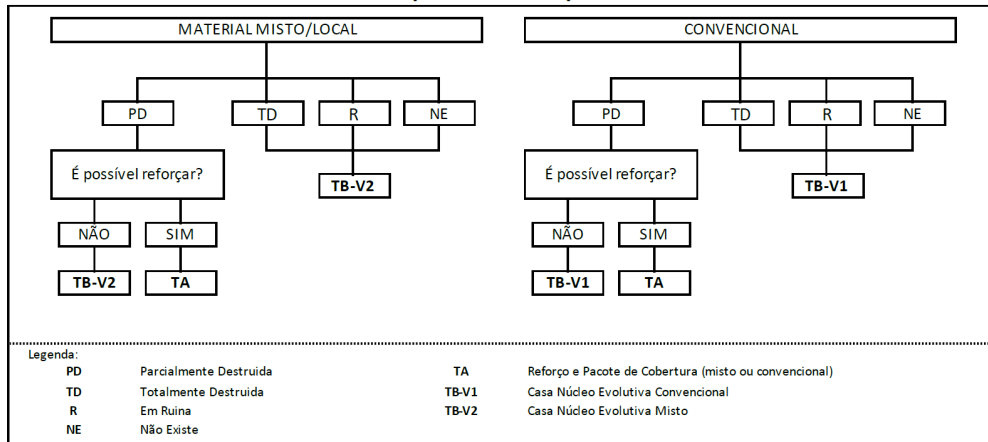 MATERIAL MISTO/LOCAL
PD TD R NE
É possível reforçar?
TB-V2
NÃO SIM
TB-V2 TA
CONVENCIONAL
PD TD R NE
É possível reforçar?
TB-V1
NÃO SIM
TB-V1 TA
Legenda:
PD Parcialmente Destruida
TD Totalmente Destruida
R Em Ruina
NE Não Existe
TA Reforço e Pacote de Cobertura (misto ou convencional)
TB-V1 Casa Núcleo Evolutiva Convencional
TB-V2 Casa Núcleo Evolutiva Misto